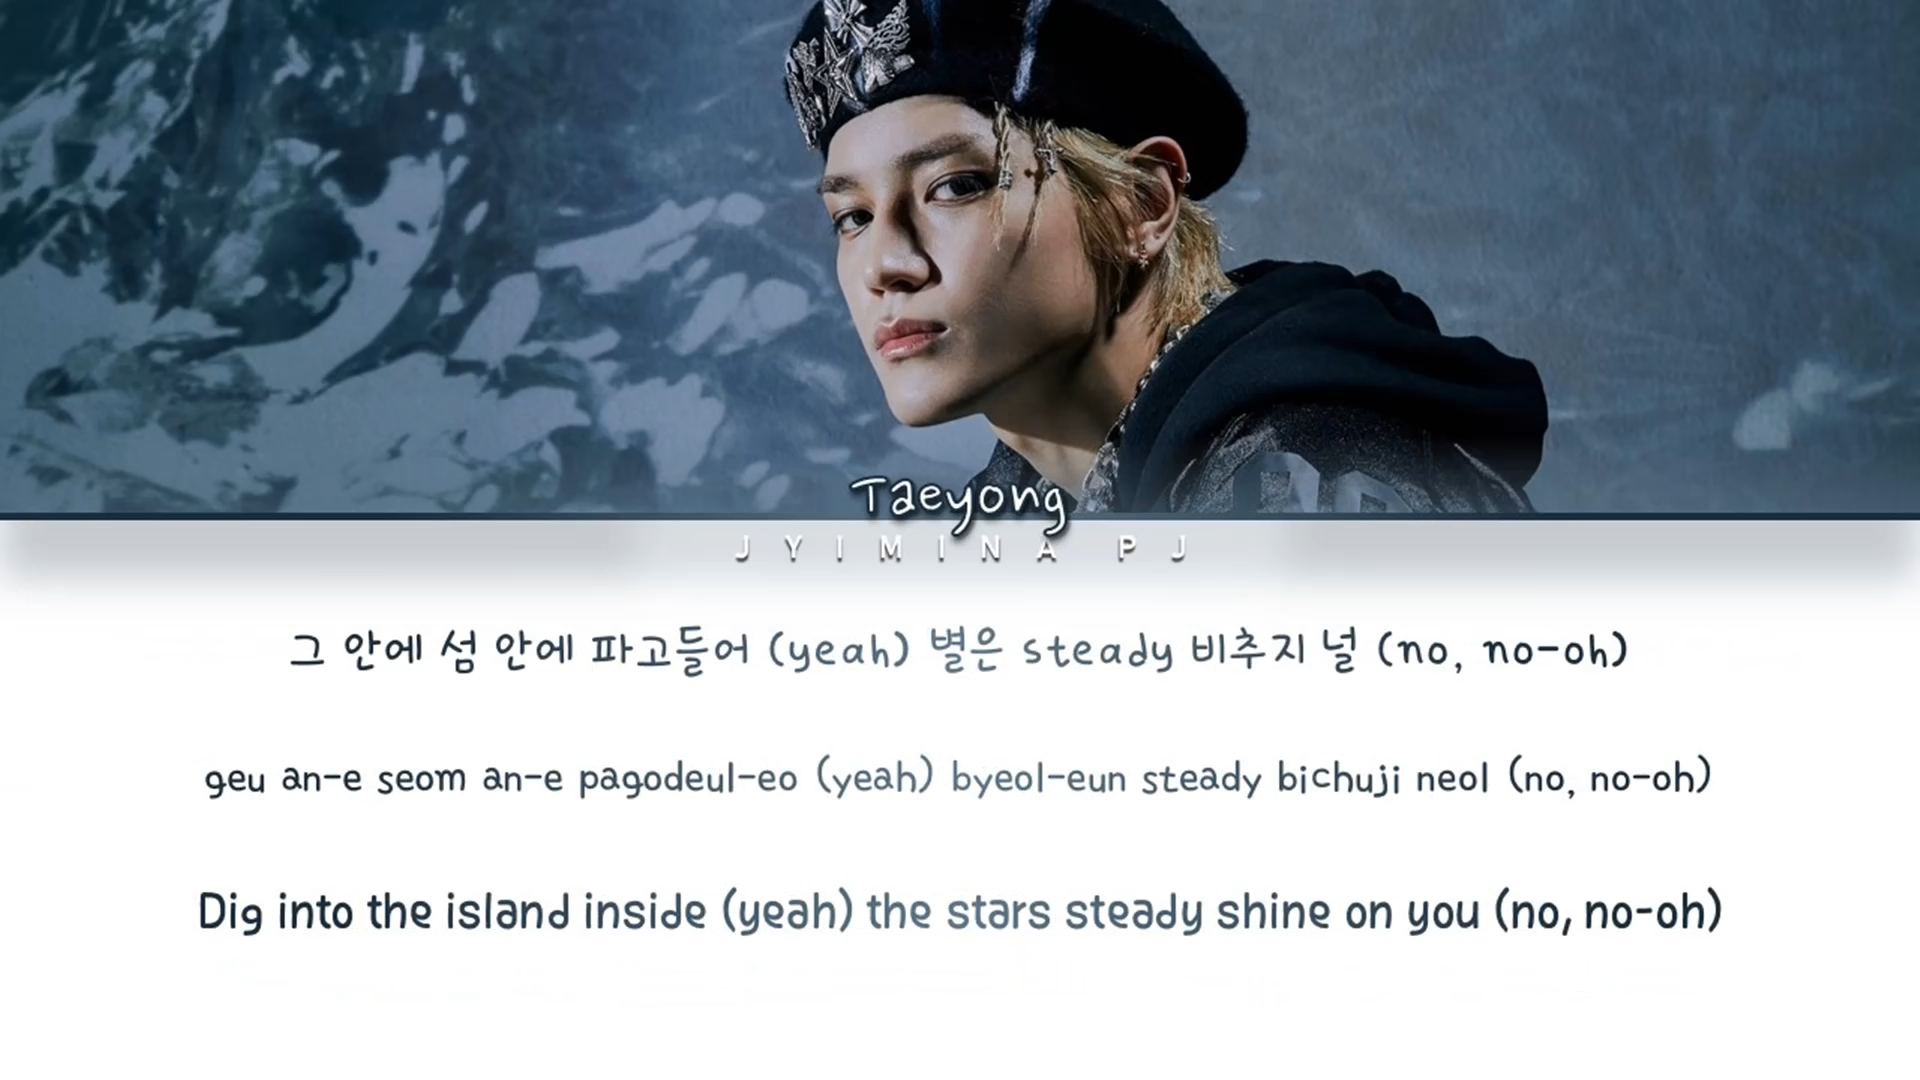 Taeyong
JYIMINA PJ
그 안에 섬 안에 파고들어 (yeah) 별은 steady 비추지 널 (no, no-oh)
geu an-e seom an-e pagodeul-eo (yeah) byeol-eun steady bichuji neol (no, no-oh)
Dig into the island inside (yeah) the stars steady shine on you (no, no-oh)